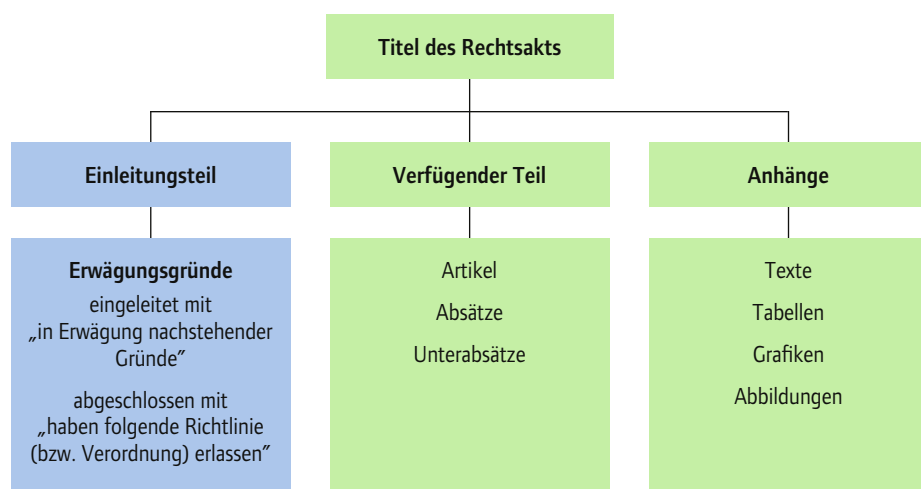 Titel des Rechtsakts
Einleitungsteil
Verfügender Teil
Anhänge
Erwägungsgründe
eingeleitet mit
„in Erwägung nachstehender
Gründe“
abgeschlossen mit
„haben folgende Richtlinie
(bzw. Verordnung) erlassen“
Artikel
Absätze
Unterabsätze
Texte
Tabellen
Grafiken
Abbildungen